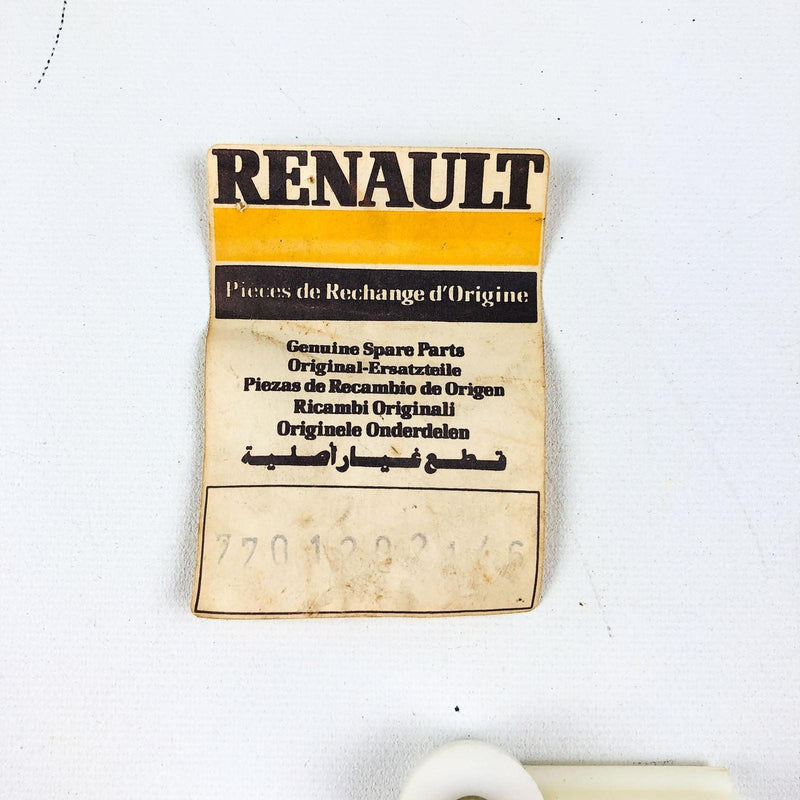 RENAULT
Pieces de Rechange d'Origine
Genuine Spare Parts
Original-Ersatzteile
Piezas de Recambio de Origen
Ricambi Originali
Originele Onderdelen
قطع غيار أصلية